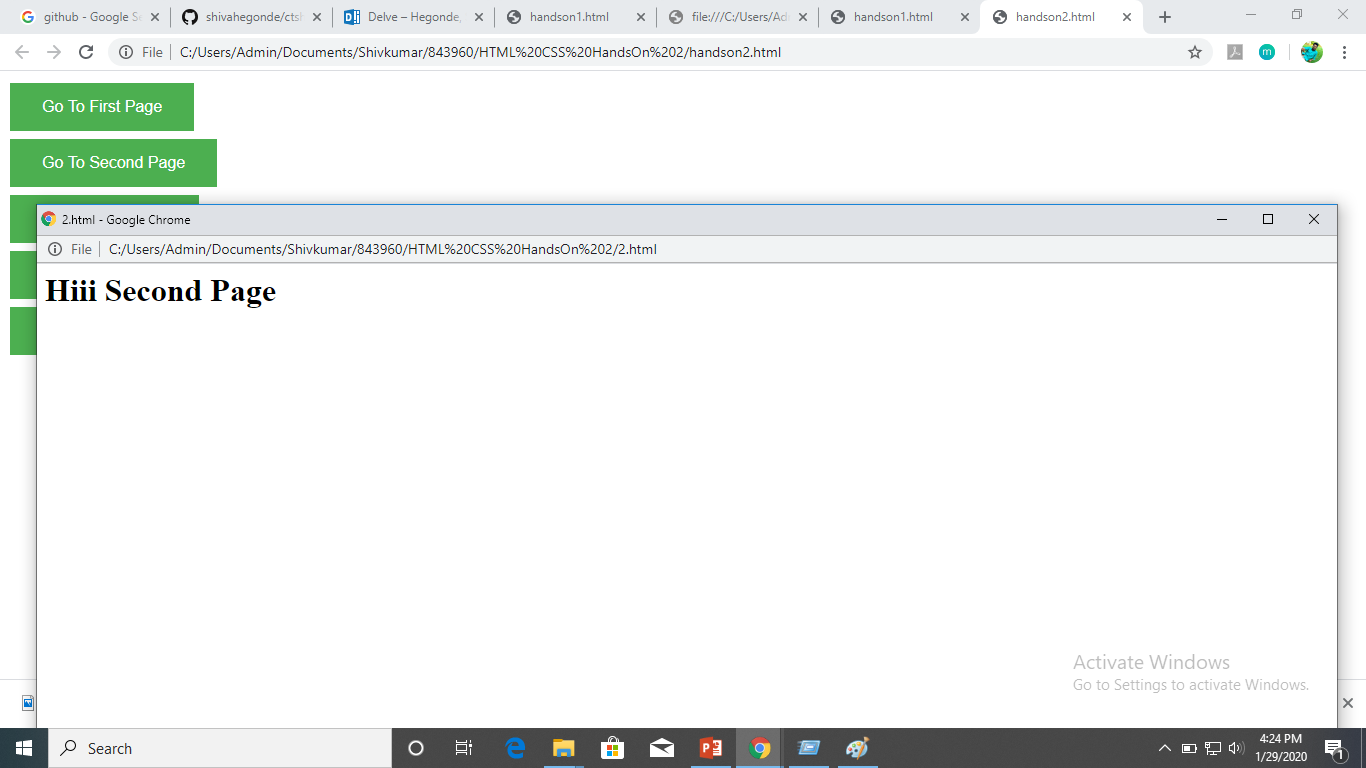 github - Google Se
shivahegonde/ctsh
Delve – Hegonde,
handson1.html
file:///C:/Users/Ad
handson1.html
handson2.html
File
C:/Users/Admin/Documents/Shivkumar/843960/HTML%20CSS%20HandsOn%202/handson2.html
m
Go To First Page
Go To Second Page
2.html - Google Chrome
File
C:/Users/Admin/Documents/Shivkumar/843960/HTML%20CSS%20HandsOn%202/2.html
Hiii Second Page
Activate Windows
Go to Settings to activate Windows.
Search
4:24 PM
1/29/2020
1